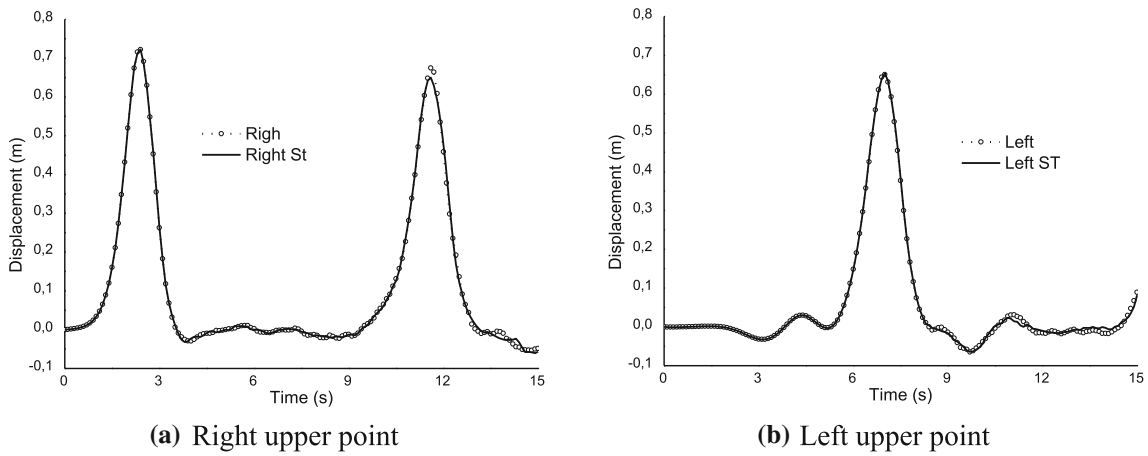 0,8
0,7
0,6
0,5
0,4
0,3
0,2
0,1
0,0
-0,1
Displacement (m)
Righ
Right St
0 3 6 9 12 15
Time (s)
(a) Right upper point
0,8
0,7
0,6
0,5
0,4
0,3
0,2
0,1
0,0
-0,1
Displacement (m)
Left
Left ST
0 3 6 9 12 15
Time (s)
(b) Left upper point